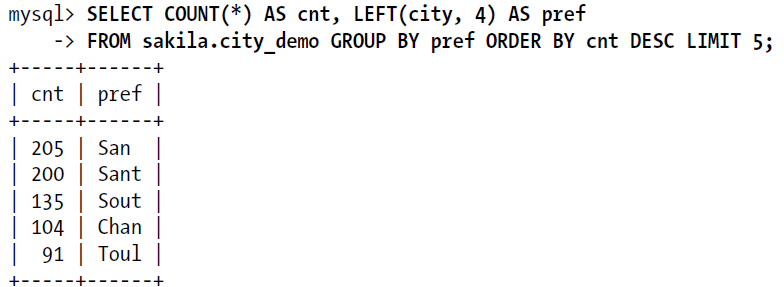 mysql> SELECT COUNT(*) AS cnt, LEFT(city, 4) AS pref
    -> FROM sakila.city_demo GROUP BY pref ORDER BY cnt DESC LIMIT 5;
+-----+------+
| cnt | pref |
+-----+------+
| 205 | San  |
| 200 | Sant |
| 135 | Sout |
| 104 | Chan |
|  91 | Toul |
+-----+------+